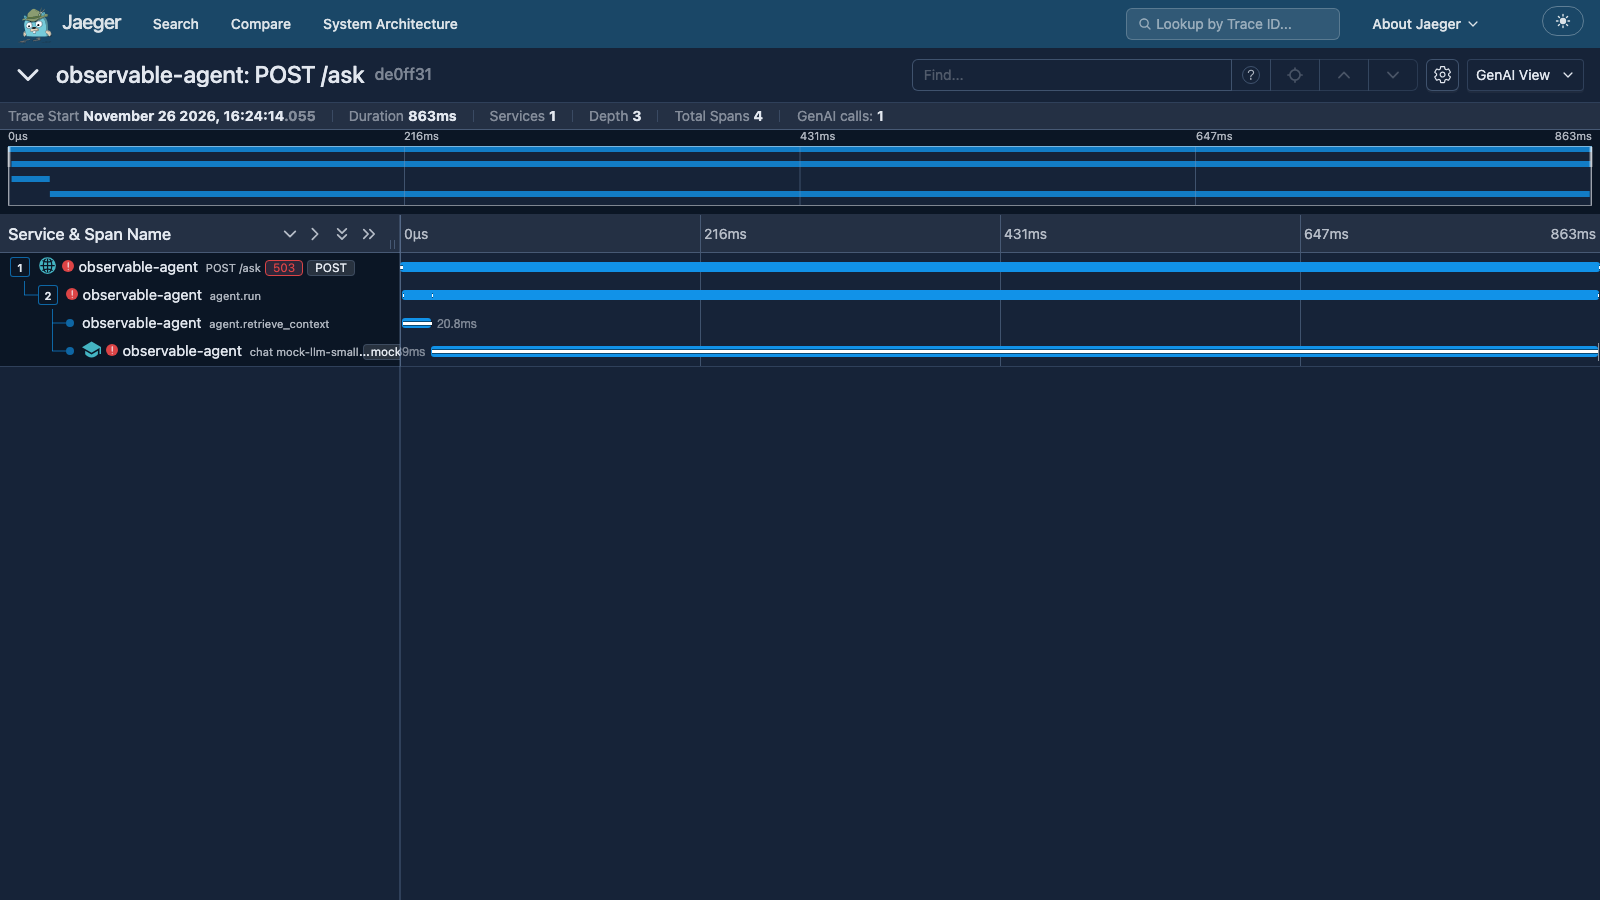 Jaeger Search Compare System Architecture Lookup by Trace ID... About Jaeger
observable-agent: POST /ask de0ff31 Find... ? GenAI View
Trace Start November 26 2026, 16:24:14.055 Duration 863ms Services 1 Depth 3 Total Spans 4 GenAI calls: 1
0μs 216ms 431ms 647ms 863ms
Service & Span Name 0μs 216ms 431ms 647ms 863ms
1 observable-agent POST /ask 503 POST
2 observable-agent agent.run
observable-agent agent.retrieve_context 20.8ms
observable-agent chat mock-llm-small... mock 9ms